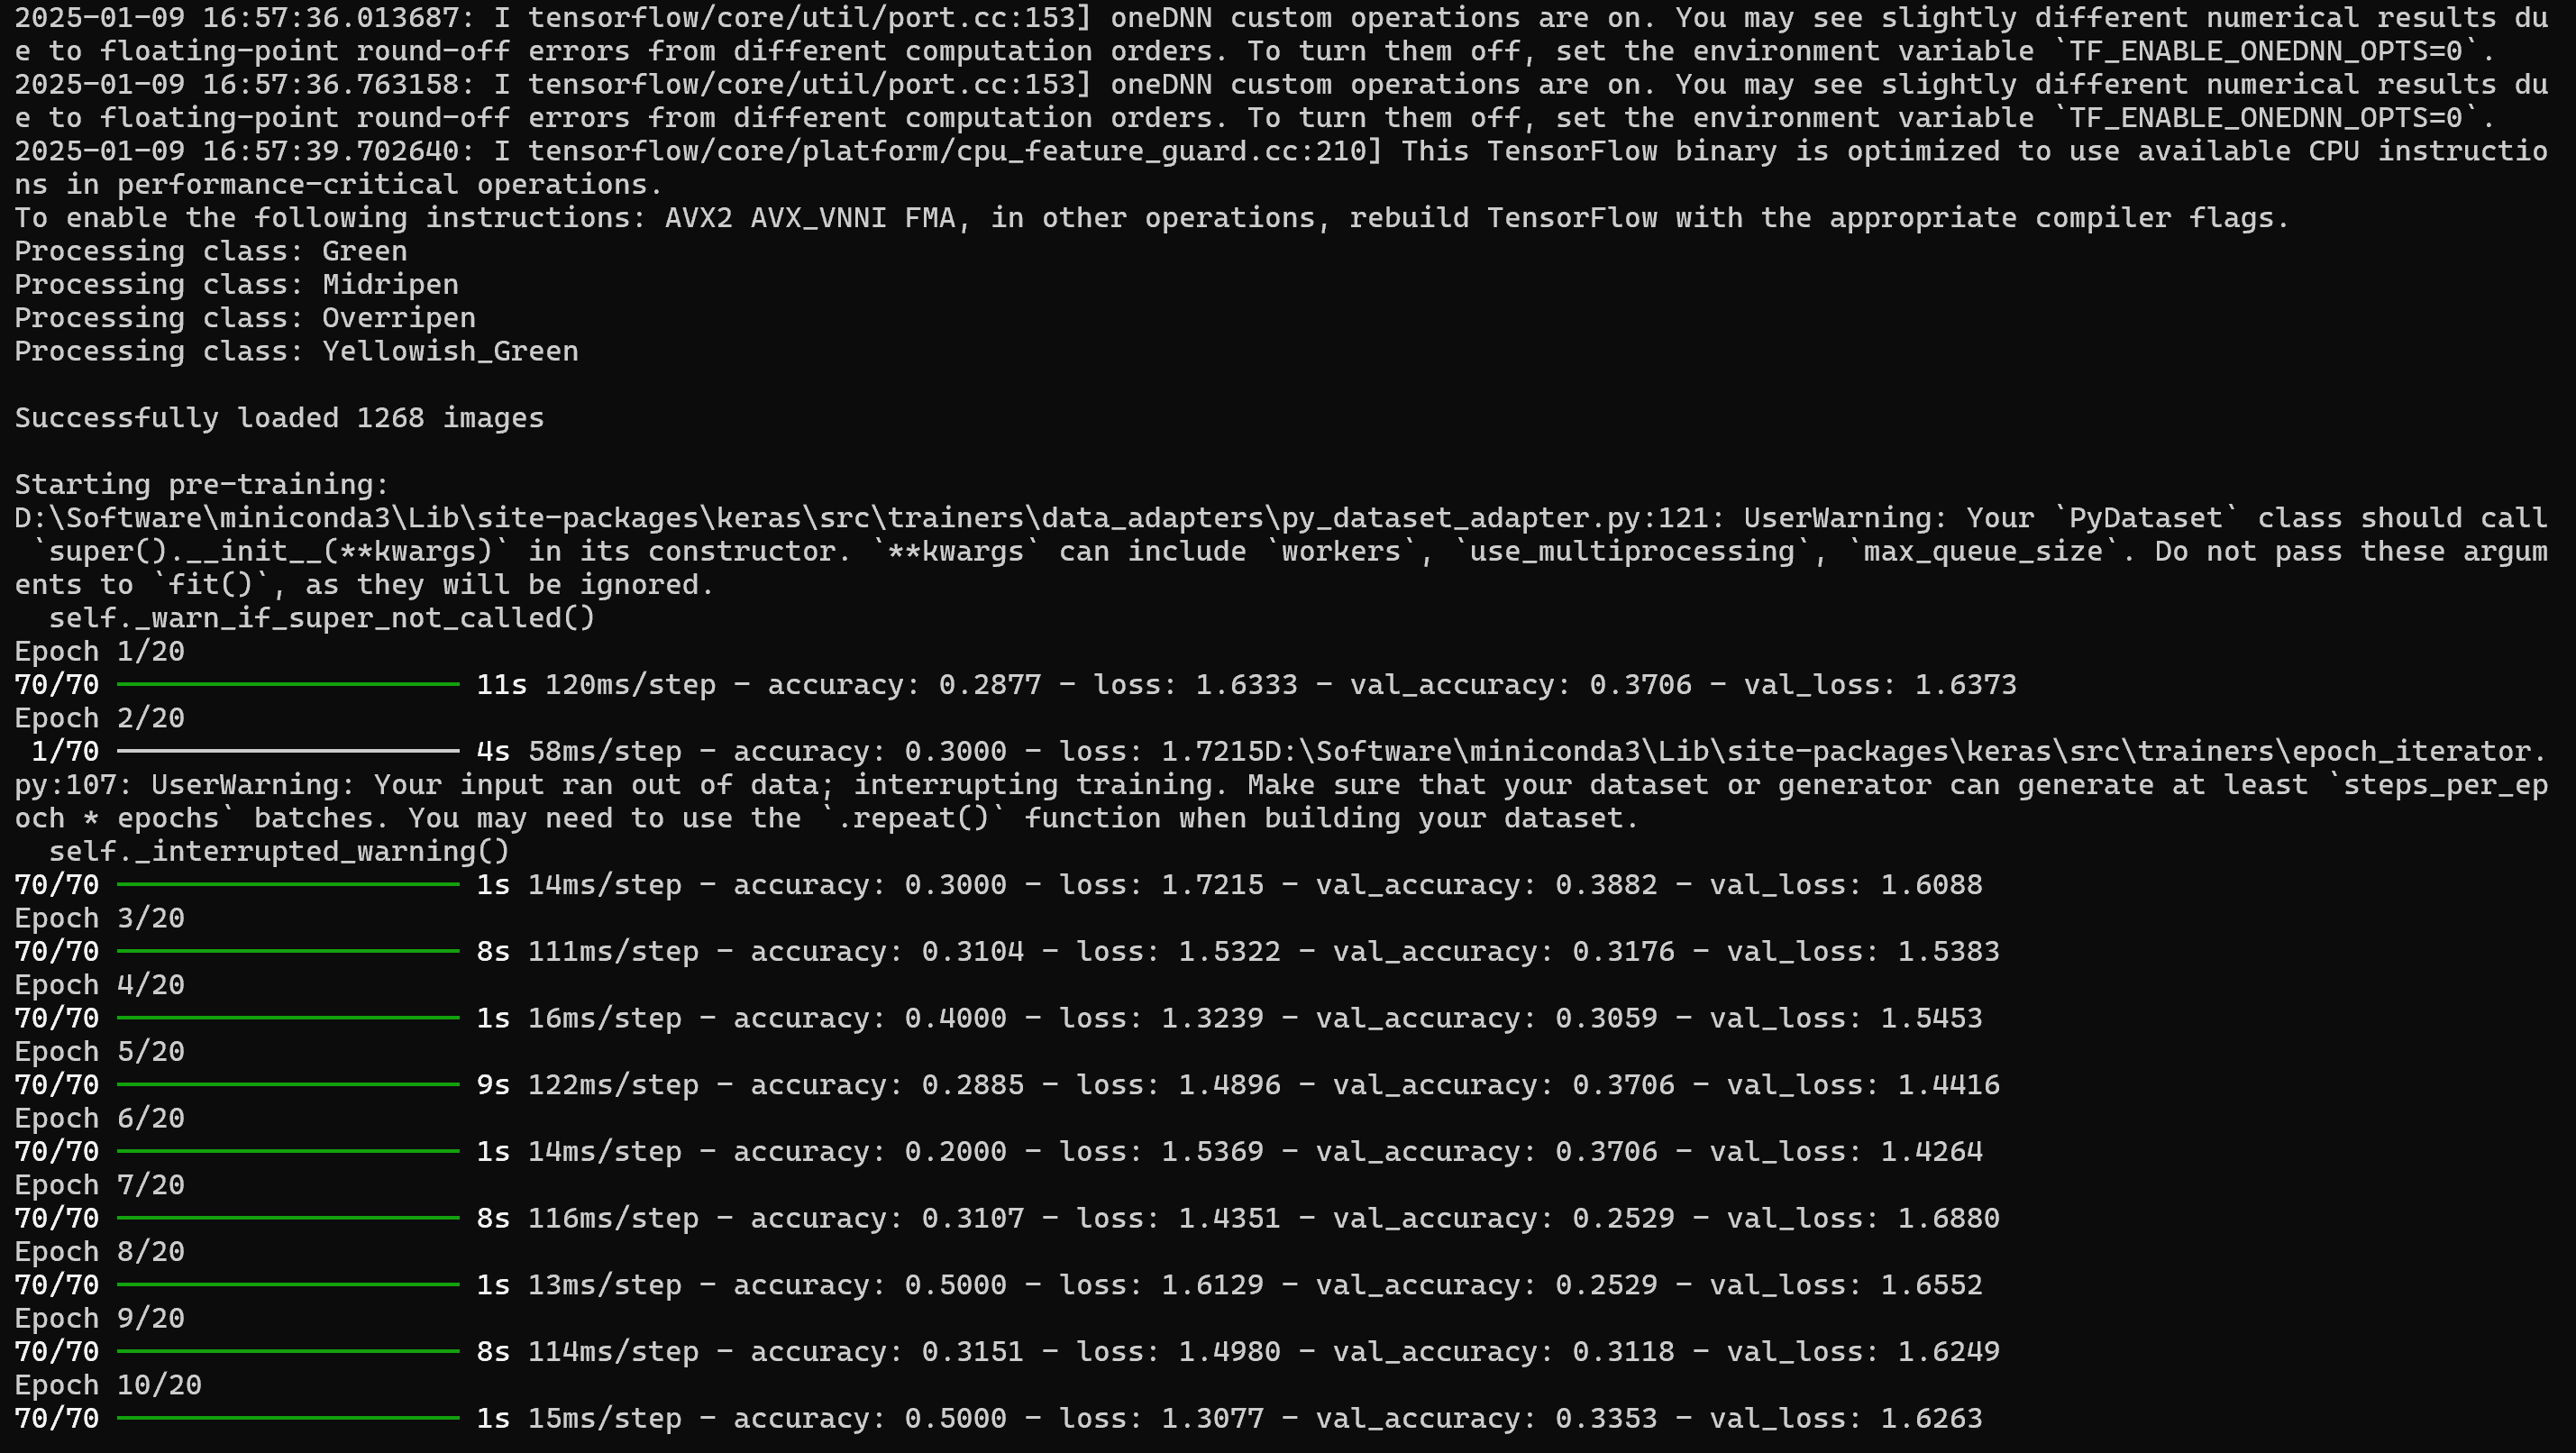 2025-01-09 16:57:36.013687: I tensorflow/core/util/port.cc:153] oneDNN custom operations are on. You may see slightly different numerical results du
e to floating-point round-off errors from different computation orders. To turn them off, set the environment variable `TF_ENABLE_ONEDNN_OPTS=0`.
2025-01-09 16:57:36.763158: I tensorflow/core/util/port.cc:153] oneDNN custom operations are on. You may see slightly different numerical results du
e to floating-point round-off errors from different computation orders. To turn them off, set the environment variable `TF_ENABLE_ONEDNN_OPTS=0`.
2025-01-09 16:57:39.702640: I tensorflow/core/platform/cpu_feature_guard.cc:210] This TensorFlow binary is optimized to use available CPU instructio
ns in performance-critical operations.
To enable the following instructions: AVX2 AVX_VNNI FMA, in other operations, rebuild TensorFlow with the appropriate compiler flags.
Processing class: Green
Processing class: Midripen
Processing class: Overripen
Processing class: Yellowish_Green
Successfully loaded 1268 images
Starting pre-training:
D:\Software\miniconda3\Lib\site-packages\keras\src\trainers\data_adapters\py_dataset_adapter.py:121: UserWarning: Your `PyDataset` class should call
 `super().__init__(**kwargs)` in its constructor. `**kwargs` can include `workers`, `use_multiprocessing`, `max_queue_size`. Do not pass these argum
ents to `fit()`, as they will be ignored.
  self._warn_if_super_not_called()
Epoch 1/20
70/70 11s 120ms/step - accuracy: 0.2877 - loss: 1.6333 - val_accuracy: 0.3706 - val_loss: 1.6373
Epoch 2/20
 1/70 4s 58ms/step - accuracy: 0.3000 - loss: 1.7215D:\Software\miniconda3\Lib\site-packages\keras\src\trainers\epoch_iterator.
py:107: UserWarning: Your input ran out of data; interrupting training. Make sure that your dataset or generator can generate at least `steps_per_ep
och * epochs` batches. You may need to use the `.repeat()` function when building your dataset.
  self._interrupted_warning()
70/70 1s 14ms/step - accuracy: 0.3000 - loss: 1.7215 - val_accuracy: 0.3882 - val_loss: 1.6088
Epoch 3/20
70/70 8s 111ms/step - accuracy: 0.3104 - loss: 1.5322 - val_accuracy: 0.3176 - val_loss: 1.5383
Epoch 4/20
70/70 1s 16ms/step - accuracy: 0.4000 - loss: 1.3239 - val_accuracy: 0.3059 - val_loss: 1.5453
Epoch 5/20
70/70 9s 122ms/step - accuracy: 0.2885 - loss: 1.4896 - val_accuracy: 0.3706 - val_loss: 1.4416
Epoch 6/20
70/70 1s 14ms/step - accuracy: 0.2000 - loss: 1.5369 - val_accuracy: 0.3706 - val_loss: 1.4264
Epoch 7/20
70/70 8s 116ms/step - accuracy: 0.3107 - loss: 1.4351 - val_accuracy: 0.2529 - val_loss: 1.6880
Epoch 8/20
70/70 1s 13ms/step - accuracy: 0.5000 - loss: 1.6129 - val_accuracy: 0.2529 - val_loss: 1.6552
Epoch 9/20
70/70 8s 114ms/step - accuracy: 0.3151 - loss: 1.4980 - val_accuracy: 0.3118 - val_loss: 1.6249
Epoch 10/20
70/70 1s 15ms/step - accuracy: 0.5000 - loss: 1.3077 - val_accuracy: 0.3353 - val_loss: 1.6263